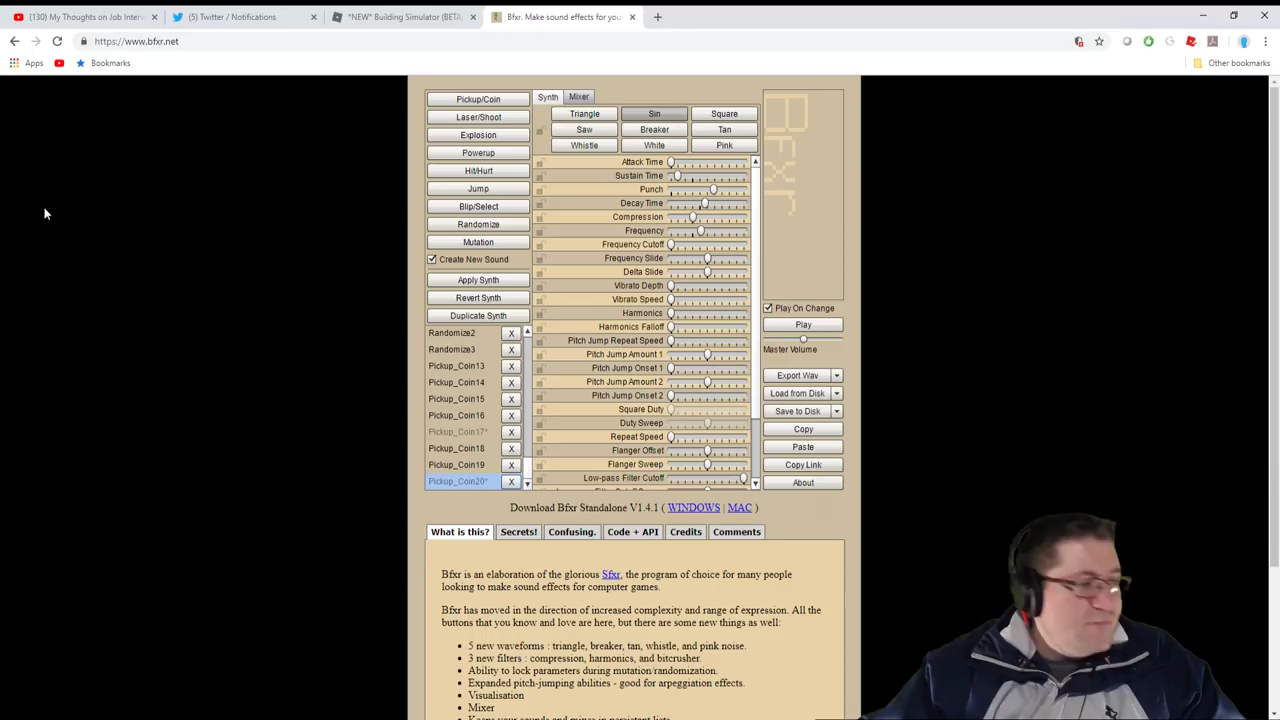 (130) My Thoughts on Job Inter
(5) Twitter / Notifications
*NEW* Building Simulator (BETA)
Bfxr. Make sound effects for you
https://www.bfxr.net
Apps
Bookmarks
Other bookmarks
Pickup/Coin
Laser/Shoot
Explosion
Powerup
Hit/Hurt
Jump
Blip/Select
Randomize
Mutation
Create New Sound
Apply Synth
Revert Synth
Duplicate Synth
Randomize2 X
Randomize3 X
Pickup_Coin13 X
Pickup_Coin14 X
Pickup_Coin15 X
Pickup_Coin16 X
Pickup_Coin17* X
Pickup_Coin18 X
Pickup_Coin19 X
Pickup_Coin20* X
Synth Mixer
Triangle Sin Square
Saw Breaker Tan
Whistle White Pink
Attack Time
Sustain Time
Punch
Decay Time
Compression
Frequency
Frequency Cutoff
Frequency Slide
Delta Slide
Vibrato Depth
Vibrato Speed
Harmonics
Harmonics Falloff
Pitch Jump Repeat Speed
Pitch Jump Amount 1
Pitch Jump Onset 1
Pitch Jump Amount 2
Pitch Jump Onset 2
Square Duty
Duty Sweep
Repeat Speed
Flanger Offset
Flanger Sweep
Low-pass Filter Cutoff
Bfxr
Play On Change
Play
Master Volume
Export Wav
Load from Disk
Save to Disk
Copy
Paste
Copy Link
About
Download Bfxr Standalone V1.4.1 ( WINDOWS | MAC )
What is this? Secrets! Confusing. Code + API Credits Comments
Bfxr is an elaboration of the glorious Sfxr, the program of choice for many people
looking to make sound effects for computer games.
Bfxr has moved in the direction of increased complexity and range of expression. All the
buttons that you know and love are here, but there are some new things as well:
• 5 new waveforms : triangle, breaker, tan, whistle, and pink noise.
• 3 new filters : compression, harmonics, and bitcrusher.
• Ability to lock parameters during mutation/randomization.
• Expanded pitch-jumping abilities - good for arpeggiation effects.
• Visualisation
• Mixer
• Keeps your sounds and mixes in persistent lists